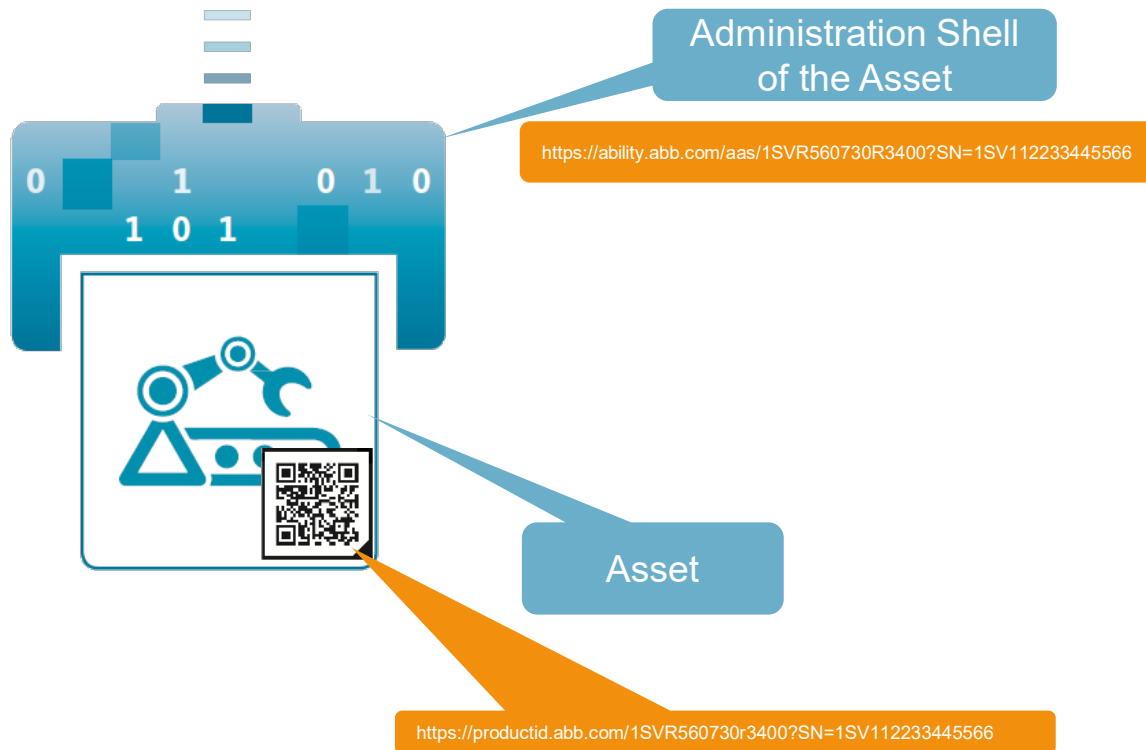 Administration Shell
of the Asset
https://ability.abb.com/aas/1SVR560730R3400?SN=1SV112233445566
0 1 0 1 0
1 0 1
Asset
https://productid.abb.com/1SVR560730r3400?SN=1SV112233445566